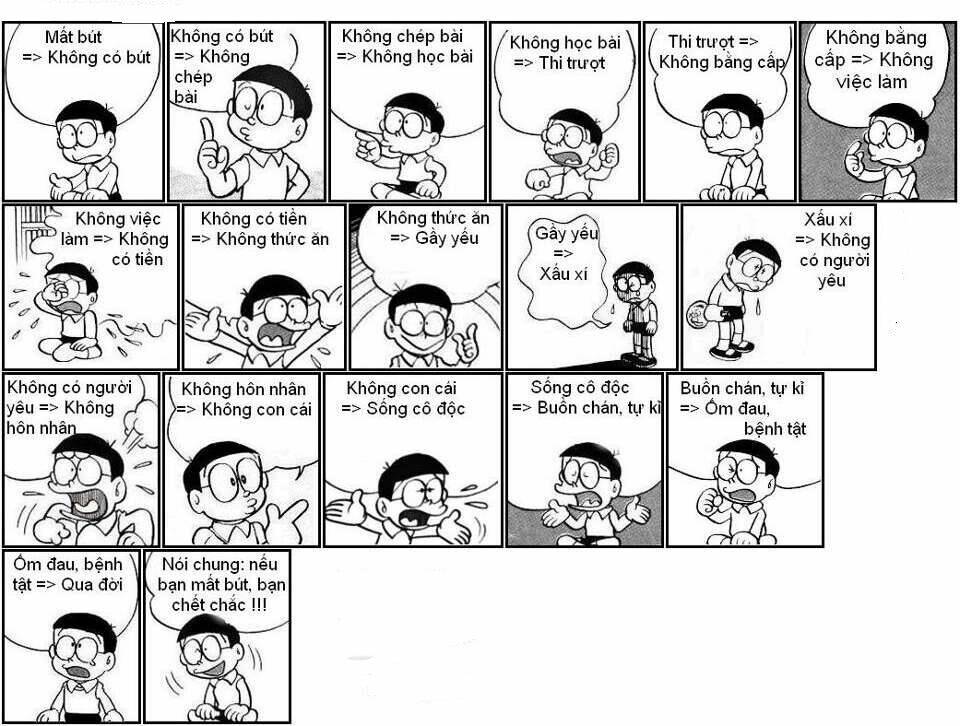 Mất bút
=> Không có bút
Không có bút
=> Không
chép
bài
Không chép bài
=> Không học bài
Không học bài
=> Thi trượt
Thi trượt =>
Không bằng cấp
Không bằng
cấp => Không
việc làm
Không việc
làm => Không
có tiền
Không có tiền
=> Không thức ăn
Không thức ăn
=> Gầy yếu
Gầy yếu
=>
Xấu xí
Xấu xí
=> Không
có người
yêu
Không có người
yêu => Không
hôn nhân
Không hôn nhân
=> Không con cái
Không con cái
=> Sống cô độc
Sống cô độc
=> Buồn chán, tự kỉ
Buồn chán, tự kỉ
=> Ốm đau,
bệnh tật
Ốm đau, bệnh
tật => Qua đời
Nói chung: nếu
bạn mất bút, bạn
chết chắc !!!